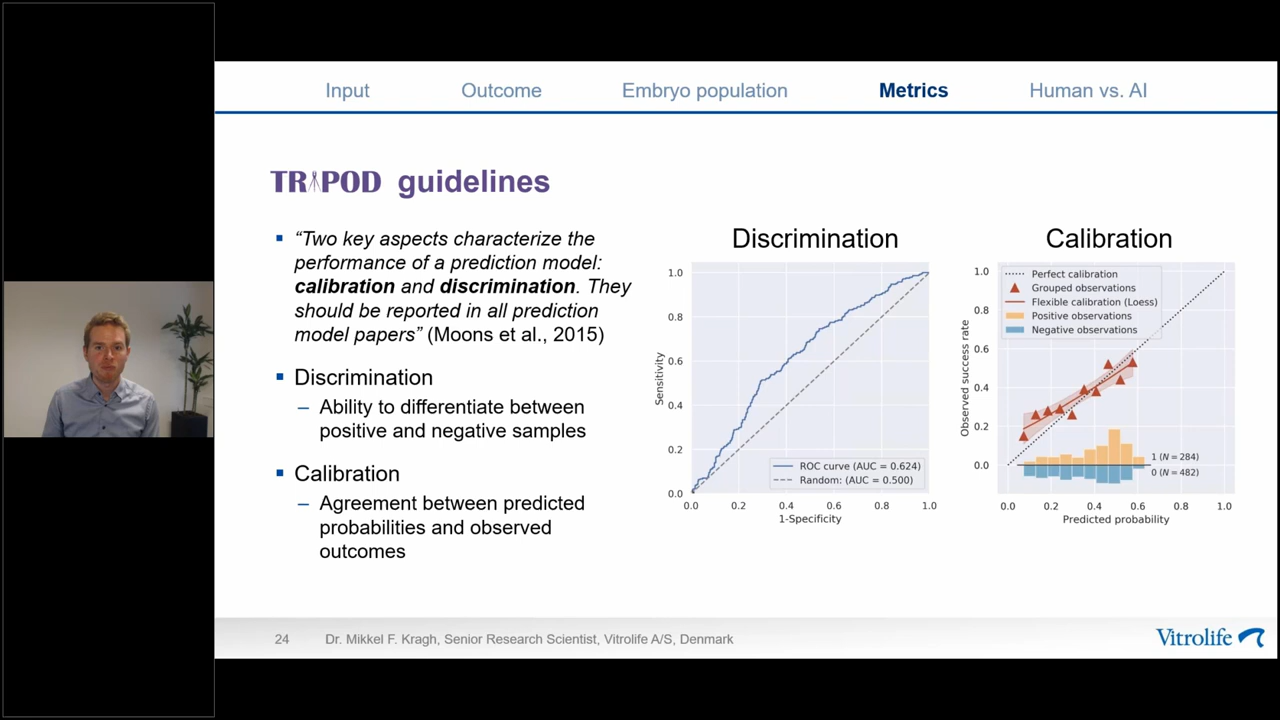 Input Outcome Embryo population Metrics Human vs. AI
TRIPOD guidelines
▪ “Two key aspects characterize the
performance of a prediction model:
calibration and discrimination. They
should be reported in all prediction
model papers” (Moons et al., 2015)
▪ Discrimination
– Ability to differentiate between
positive and negative samples
▪ Calibration
– Agreement between predicted
probabilities and observed
outcomes
Discrimination
Sensitivity
1.0
0.8
0.6
0.4
0.2
0.0
ROC curve (AUC = 0.624)
Random: (AUC = 0.500)
0.0 0.2 0.4 0.6 0.8 1.0
1-Specificity
Calibration
Observed success rate
1.0
0.8
0.6
0.4
0.2
0.0
Perfect calibration
Grouped observations
Flexible calibration (Loess)
Positive observations
Negative observations
1 (N = 284)
0 (N = 482)
0.0 0.2 0.4 0.6 0.8 1.0
Predicted probability
24 Dr. Mikkel F. Kragh, Senior Research Scientist, Vitrolife A/S, Denmark
Vitrolife